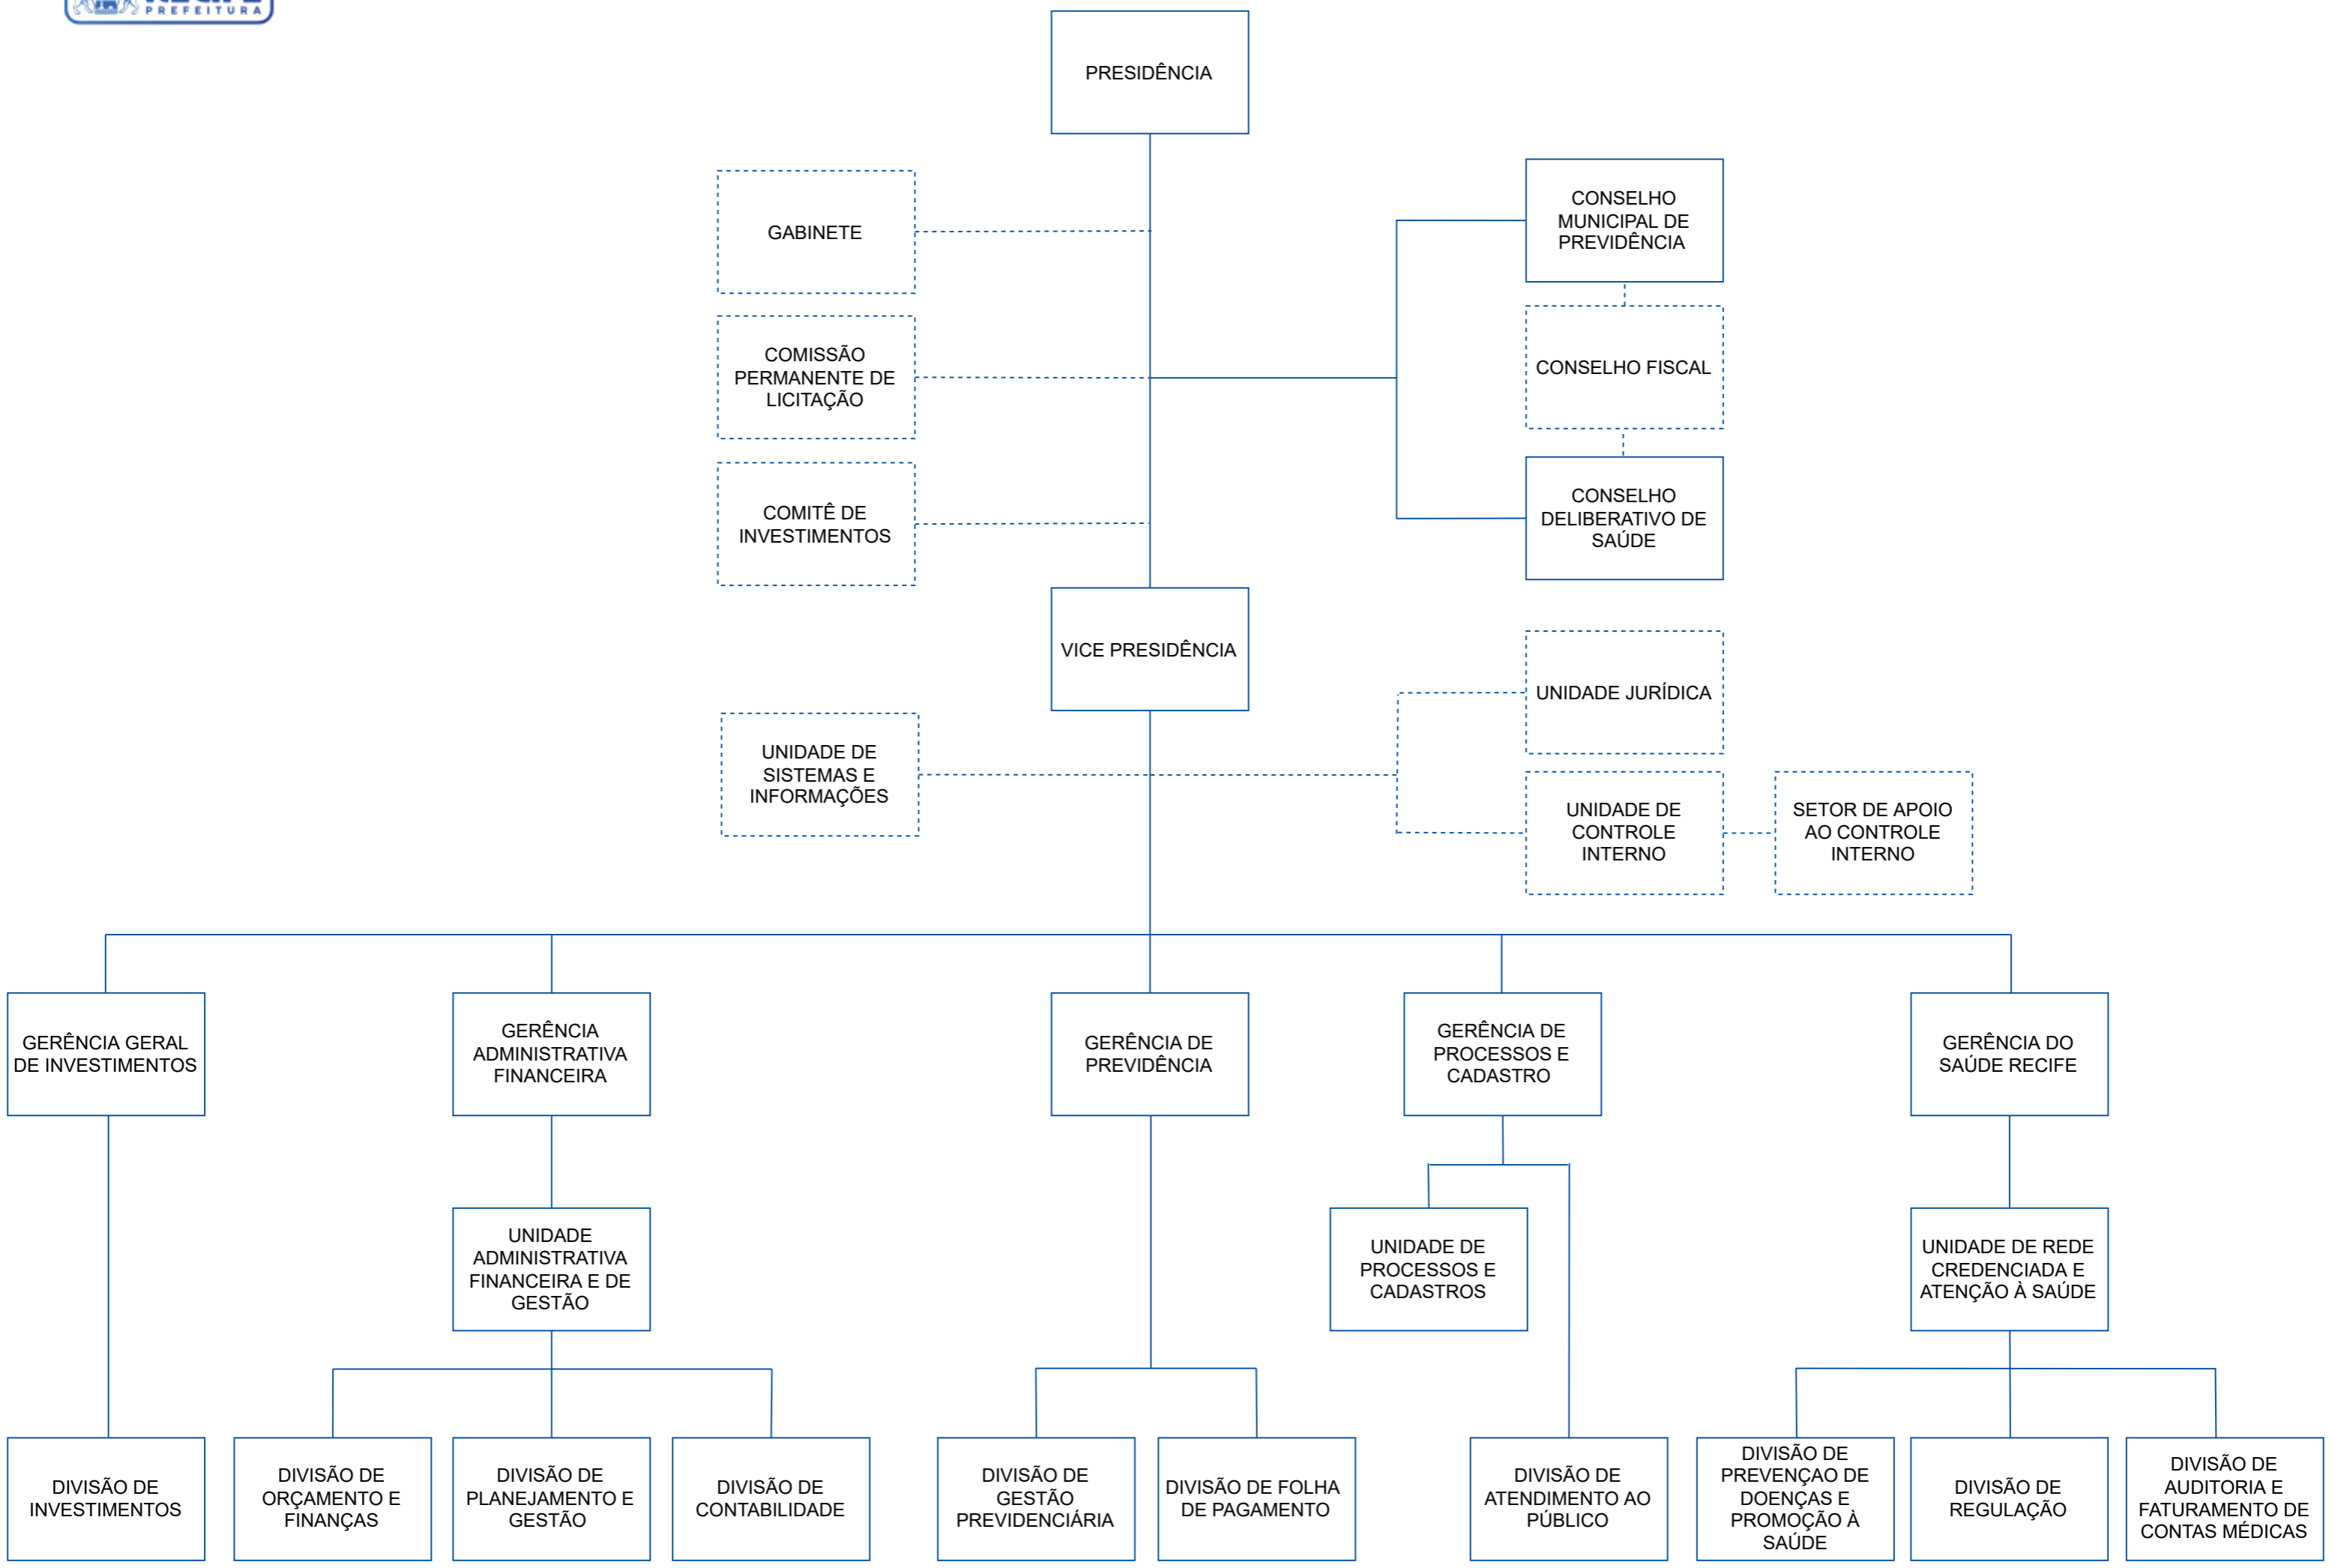 PREFEITURA
PRESIDÊNCIA
GABINETE
CONSELHO
MUNICIPAL DE
PREVIDÊNCIA
COMISSÃO
PERMANENTE DE
LICITAÇÃO
CONSELHO FISCAL
COMITÊ DE
INVESTIMENTOS
CONSELHO
DELIBERATIVO DE
SAÚDE
VICE PRESIDÊNCIA
UNIDADE JURÍDICA
UNIDADE DE
SISTEMAS E
INFORMAÇÕES
UNIDADE DE
CONTROLE
INTERNO
SETOR DE APOIO
AO CONTROLE
INTERNO
GERÊNCIA GERAL
DE INVESTIMENTOS
GERÊNCIA
ADMINISTRATIVA
FINANCEIRA
GERÊNCIA DE
PREVIDÊNCIA
GERÊNCIA DE
PROCESSOS E
CADASTRO
GERÊNCIA DO
SAÚDE RECIFE
UNIDADE
ADMINISTRATIVA
FINANCEIRA E DE
GESTÃO
UNIDADE DE
PROCESSOS E
CADASTROS
UNIDADE DE REDE
CREDENCIADA E
ATENÇÃO À SAÚDE
DIVISÃO DE
INVESTIMENTOS
DIVISÃO DE
ORÇAMENTO E
FINANÇAS
DIVISÃO DE
PLANEJAMENTO E
GESTÃO
DIVISÃO DE
CONTABILIDADE
DIVISÃO DE
GESTÃO
PREVIDENCIÁRIA
DIVISÃO DE FOLHA
DE PAGAMENTO
DIVISÃO DE
ATENDIMENTO AO
PÚBLICO
DIVISÃO DE
PREVENÇAO DE
DOENÇAS E
PROMOÇÃO À
SAÚDE
DIVISÃO DE
REGULAÇÃO
DIVISÃO DE
AUDITORIA E
FATURAMENTO DE
CONTAS MÉDICAS